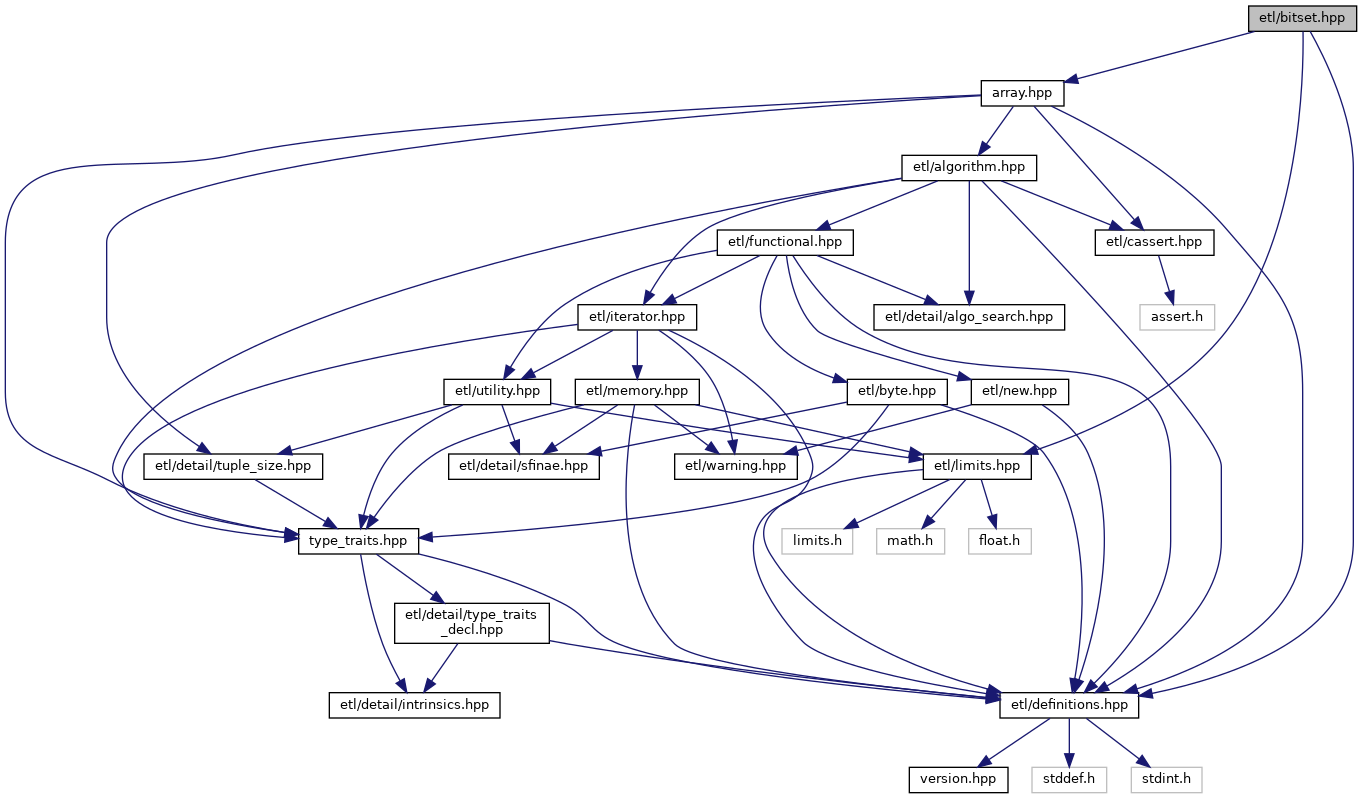 etl/bitset.hpp
array.hpp
etl/algorithm.hpp
etl/functional.hpp
etl/cassert.hpp
etl/iterator.hpp
etl/detail/algo_search.hpp
assert.h
etl/utility.hpp
etl/memory.hpp
etl/byte.hpp
etl/new.hpp
etl/detail/tuple_size.hpp
etl/detail/sfinae.hpp
etl/warning.hpp
etl/limits.hpp
type_traits.hpp
limits.h
math.h
float.h
etl/detail/type_traits
_decl.hpp
etl/detail/intrinsics.hpp
etl/definitions.hpp
version.hpp
stddef.h
stdint.h